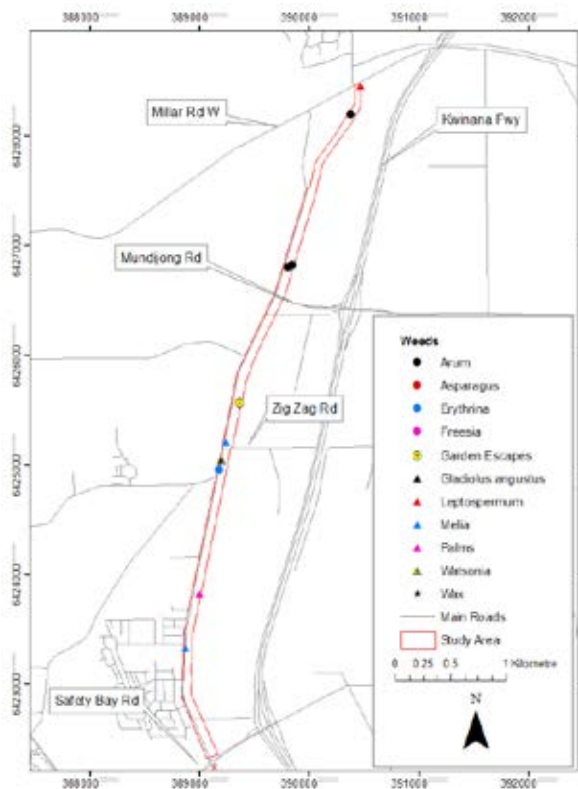 388000 389000 390000 391000 392000
Millar Rd W
Kwinana Fwy
Mundijong Rd
Zig Zag Rd
Safety Bay Rd
6428000
6427000
6426000
6425000
6424000
6423000
Weeds
Arum
Asparagus
Erythrina
Freesia
Garden Escapes
Gladiolus angustus
Leptospermum
Melia
Palms
Watsonia
Wax
Main Roads
Study Area
0 0.25 0.5 1 Kilometre
N
388000 389000 390000 391000 392000